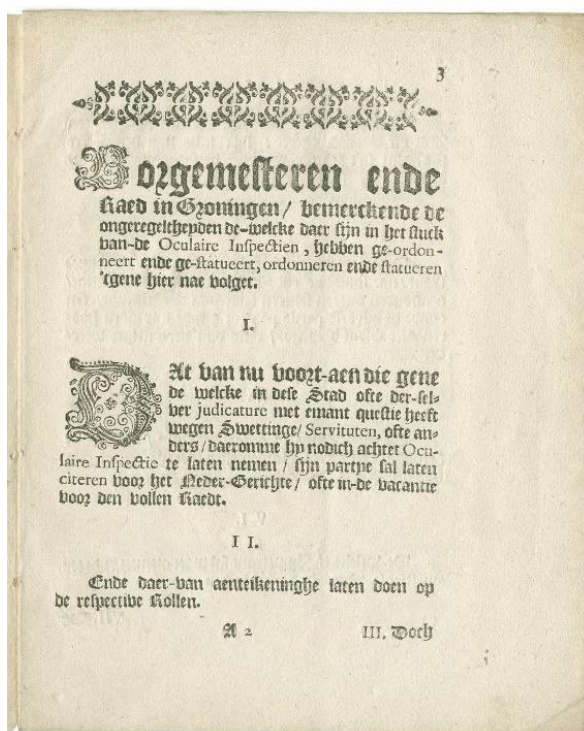 3
Borgemesteren ende
Raed in Groningen / bemerckende de
ongeregeltheyden de-welcke daer sijn in het stuck
van-de Oculaire Inspectien, hebben ge-ordon-
neert ende ge-statueert, ordonneren ende statueren
'tgene hier nae volget.
I.
DAt van nu voort-aen die gene
de welcke in dese Stad ofte der-sel-
ver judicature met emant questie heeft
wegen Swettinge / Servituten, ofte an-
ders / daeromme hy nodich achtet Ocu-
laire Inspectie te laten nemen / sijn partye sal laten
citeren voor het Neder-Gerichte / ofte in-de vacantie
voor den vollen Raedt.
II.
Ende daer-van aenteikeninghe laten doen op
de respective Rollen.
A 2 III. Doch